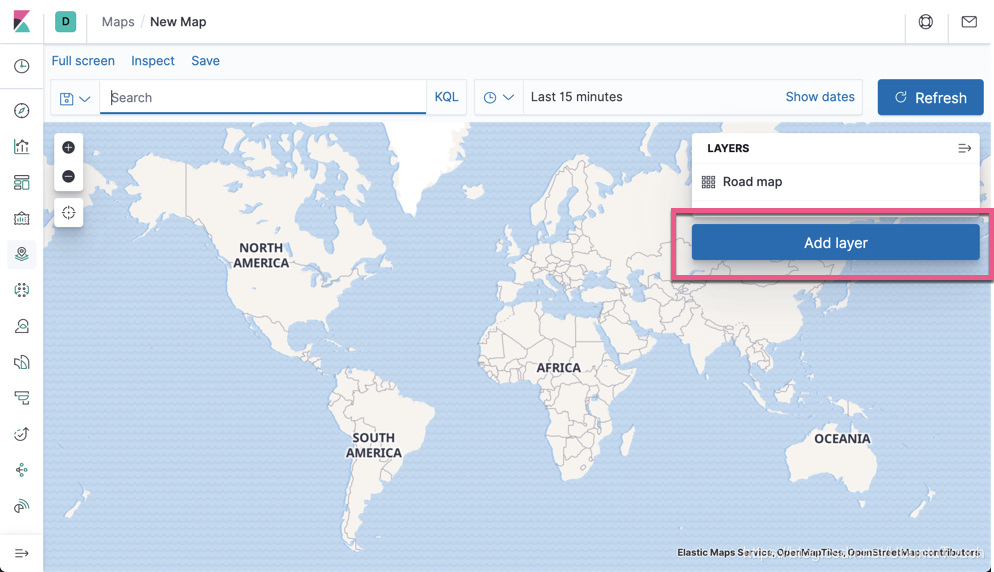 D Maps / New Map
Full screen Inspect Save
Search KQL Last 15 minutes Show dates Refresh
LAYERS
Road map
Add layer
NORTH
AMERICA
AFRICA
SOUTH
AMERICA
OCEANIA
Elastic Maps Service, OpenMapTiles, OpenStreetMap contributors